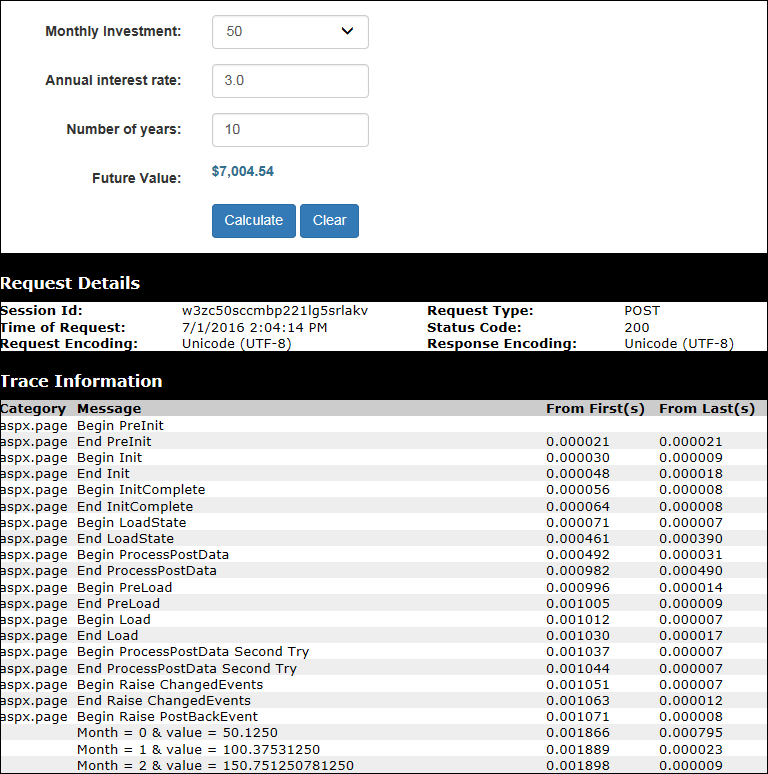 Monthly Investment: 50
Annual interest rate: 3.0
Number of years: 10
Future Value: $7,004.54
Calculate Clear
Request Details
Session Id: w3zc50sccmbp221lg5srlakv Request Type: POST
Time of Request: 7/1/2016 2:04:14 PM Status Code: 200
Request Encoding: Unicode (UTF-8) Response Encoding: Unicode (UTF-8)
Trace Information
Category Message From First(s) From Last(s)
aspx.page Begin PreInit
aspx.page End PreInit 0.000021 0.000021
aspx.page Begin Init 0.000030 0.000009
aspx.page End Init 0.000048 0.000018
aspx.page Begin InitComplete 0.000056 0.000008
aspx.page End InitComplete 0.000064 0.000008
aspx.page Begin LoadState 0.000071 0.000007
aspx.page End LoadState 0.000461 0.000390
aspx.page Begin ProcessPostData 0.000492 0.000031
aspx.page End ProcessPostData 0.000982 0.000490
aspx.page Begin PreLoad 0.000996 0.000014
aspx.page End PreLoad 0.001005 0.000009
aspx.page Begin Load 0.001012 0.000007
aspx.page End Load 0.001030 0.000017
aspx.page Begin ProcessPostData Second Try 0.001037 0.000007
aspx.page End ProcessPostData Second Try 0.001044 0.000007
aspx.page Begin Raise ChangedEvents 0.001051 0.000007
aspx.page End Raise ChangedEvents 0.001063 0.000012
aspx.page Begin Raise PostBackEvent 0.001071 0.000008
Month = 0 & value = 50.1250 0.001866 0.000795
Month = 1 & value = 100.37531250 0.001889 0.000023
Month = 2 & value = 150.751250781250 0.001898 0.000009